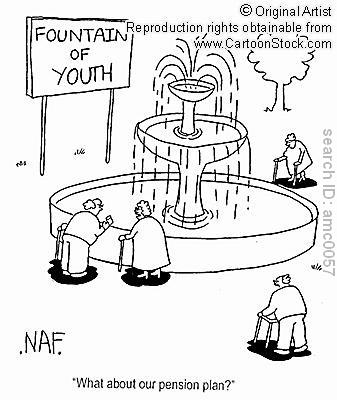 © Original Artist
Reproduction rights obtainable from
www.CartoonStock.com
FOUNTAIN
OF
YOUTH
search ID: amc0057
.NAF.
"What about our pension plan?"